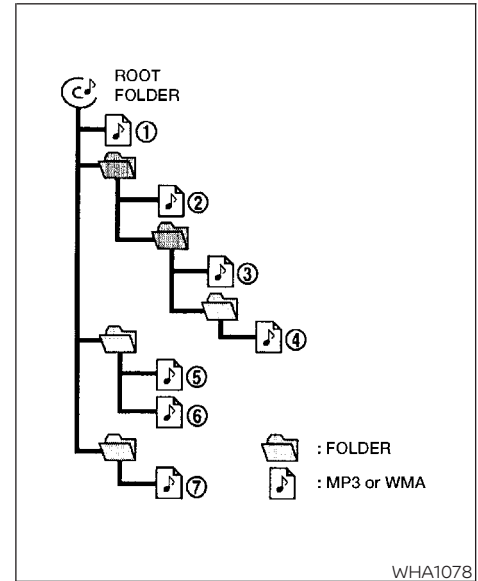 ROOT
FOLDER
①
②
③
④
⑤
⑥
⑦
: FOLDER
: MP3 or WMA
WHA1078